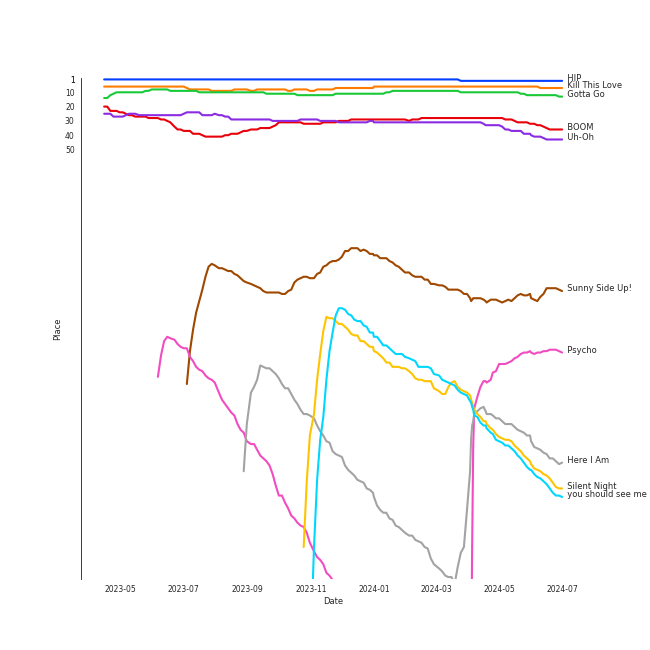 1
10
20
30
40
50
Place
HIP
Kill This Love
Gotta Go
BOOM
Uh-Oh
Sunny Side Up!
Psycho
Here I Am
Silent Night
you should see me
2023-05 2023-07 2023-09 2023-11 2024-01 2024-03 2024-05 2024-07
Date